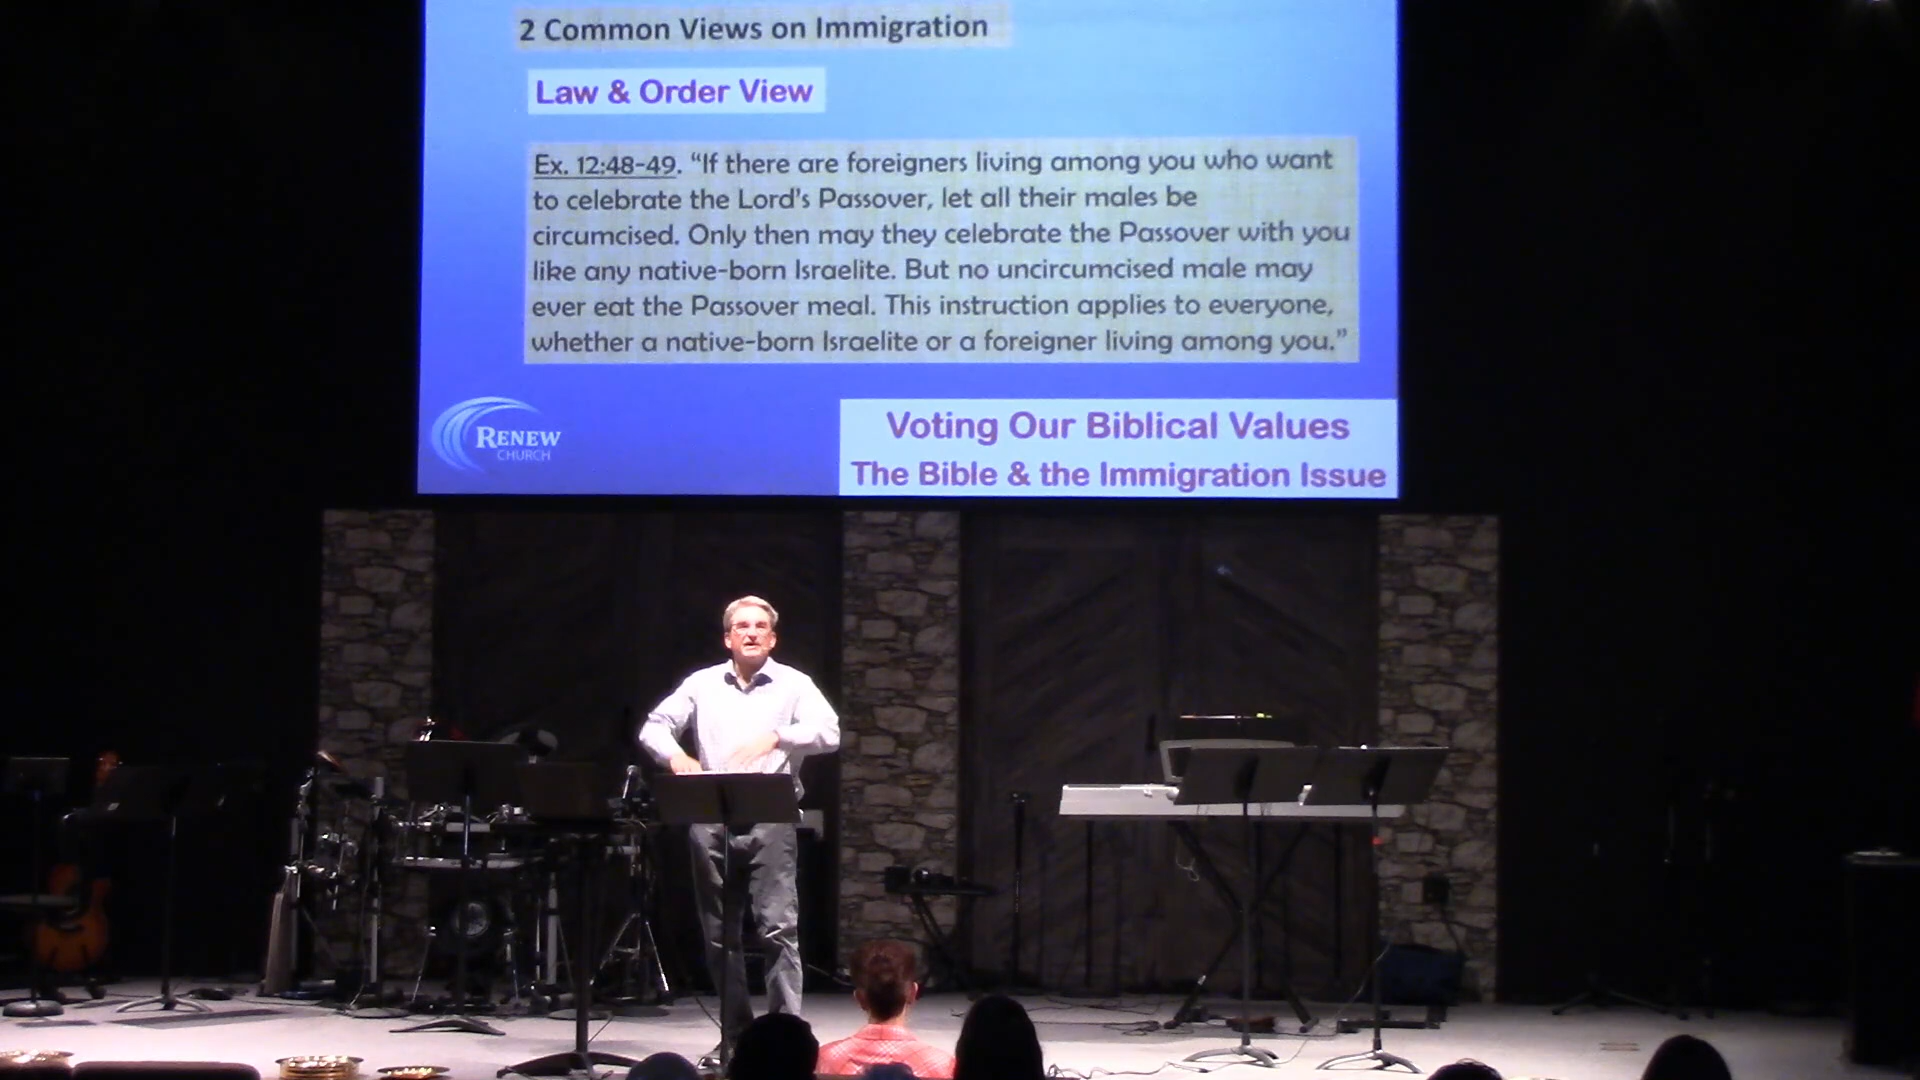 2 Common Views on Immigration
Law & Order View
Ex. 12:48-49. “If there are foreigners living among you who want
to celebrate the Lord's Passover, let all their males be
circumcised. Only then may they celebrate the Passover with you
like any native-born Israelite. But no uncircumcised male may
ever eat the Passover meal. This instruction applies to everyone,
whether a native-born Israelite or a foreigner living among you.”
RENEW
CHURCH
Voting Our Biblical Values
The Bible & the Immigration Issue